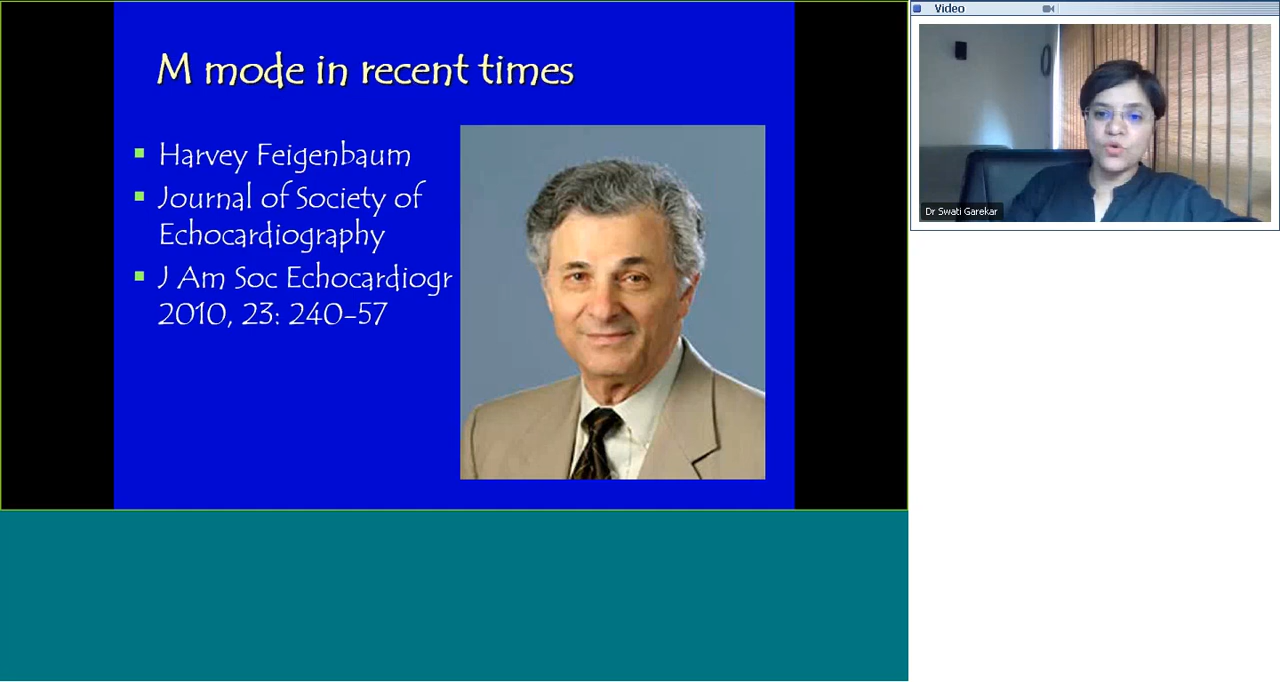 M mode in recent times
Harvey Feigenbaum
Journal of Society of
Echocardiography
J Am Soc Echocardiogr
2010, 23: 240-57
Video
Dr Swati Garekar